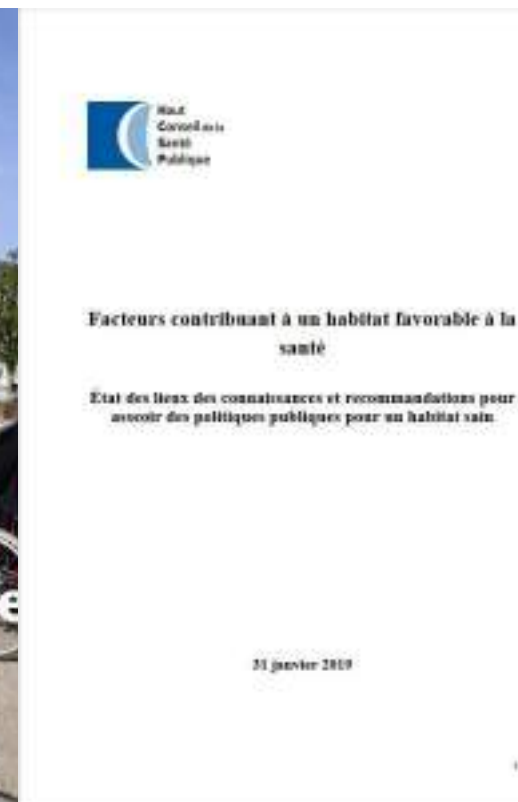 Haut
Conseil de la
Santé
Publique
Facteurs contribuant à un habitat favorable à la
santé
Etat des lieux des connaissances et recommandations pour
asseoir des politiques publiques pour un habitat sain
31 janvier 2019
e